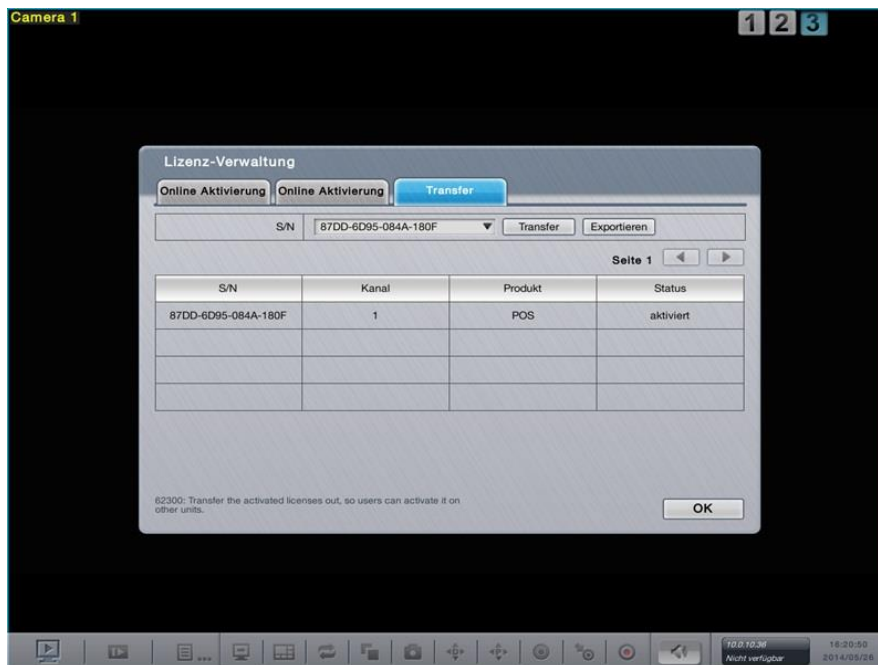 Camera 1
1 2 3
Lizenz-Verwaltung
Online Aktivierung Online Aktivierung Transfer
S/N 87DD-6D95-084A-180F Transfer Exportieren
Seite 1
S/N Kanal Produkt Status
87DD-6D95-084A-180F 1 POS aktiviert
62300: Transfer the activated licenses out, so users can activate it on
other units.
OK
10.0.10.36 16:20:50
Nicht verfügbar 2014/05/26